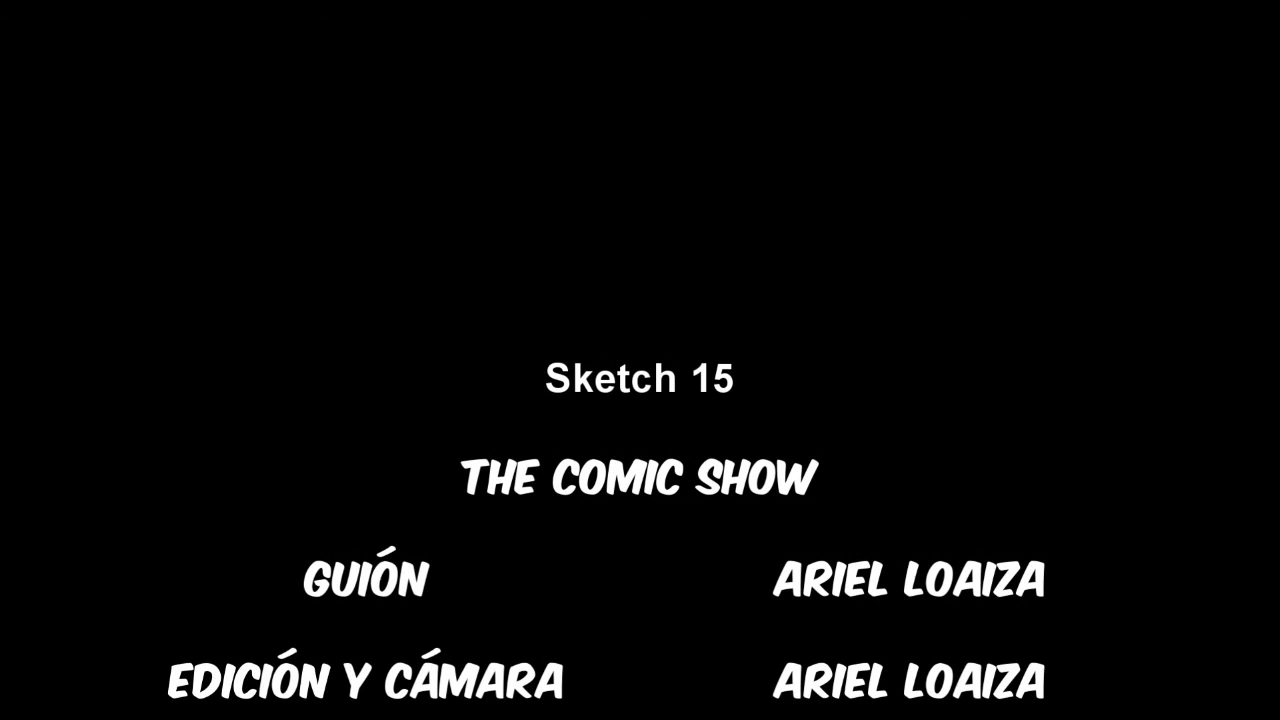 Sketch 15
THE COMIC SHOW
GUIÓN ARIEL LOAIZA
EDICIÓN Y CÁMARA ARIEL LOAIZA